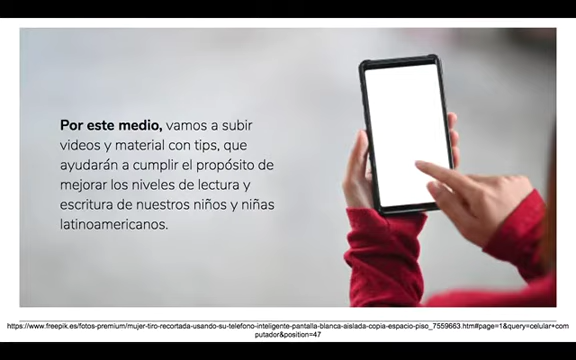 Por este medio, vamos a subir
videos y material con tips, que
ayudarán a cumplir el propósito de
mejorar los niveles de lectura y
escritura de nuestros niños y niñas
latinoamericanos.
https://www.freepik.es/fotos-premium/mujer-tiro-recortada-usando-su-telefono-inteligente-pantalla-blanca-aislada-copia-espacio-piso_7559663.htm#page=1&query=celular+com
putador&position=47